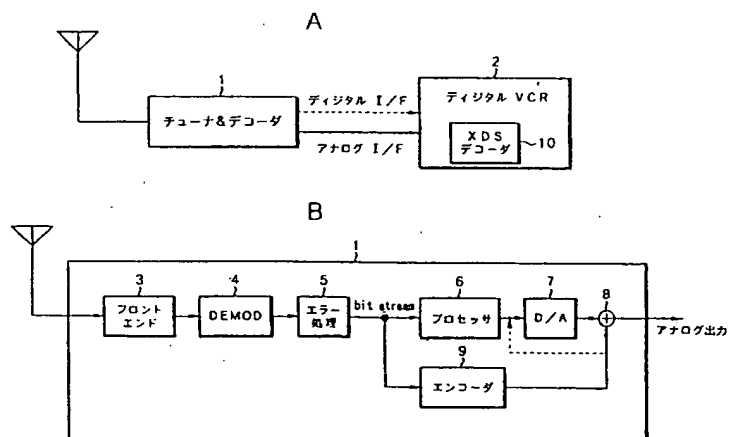 A
1
チューナ&デコーダ
ディジタル I/F
アナログ I/F
2
ディジタル VCR
XDS
デコーダ
10
B
1
3
フロント
エンド
4
DEMOD
5
エラー
処理
bit stream
6
プロセッサ
7
D/A
8
アナログ出力
9
エンコーダ